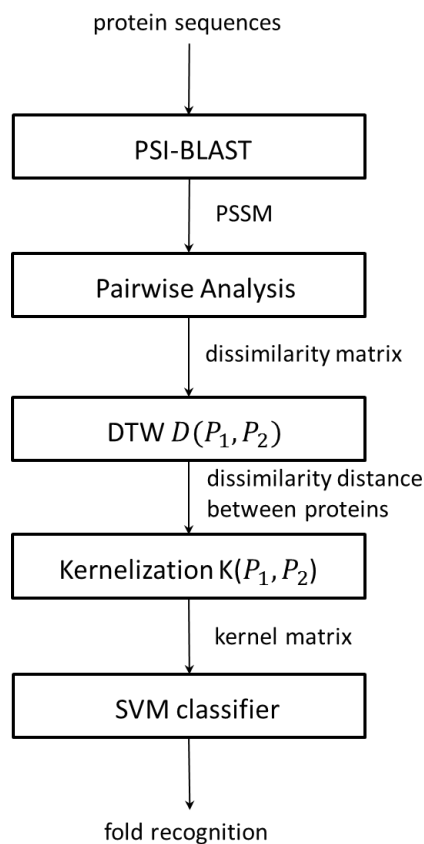 protein sequences
PSI-BLAST
PSSM
Pairwise Analysis
dissimilarity matrix
DTW D(P₁, P₂)
dissimilarity distance
between proteins
Kernelization K(P₁, P₂)
kernel matrix
SVM classifier
fold recognition